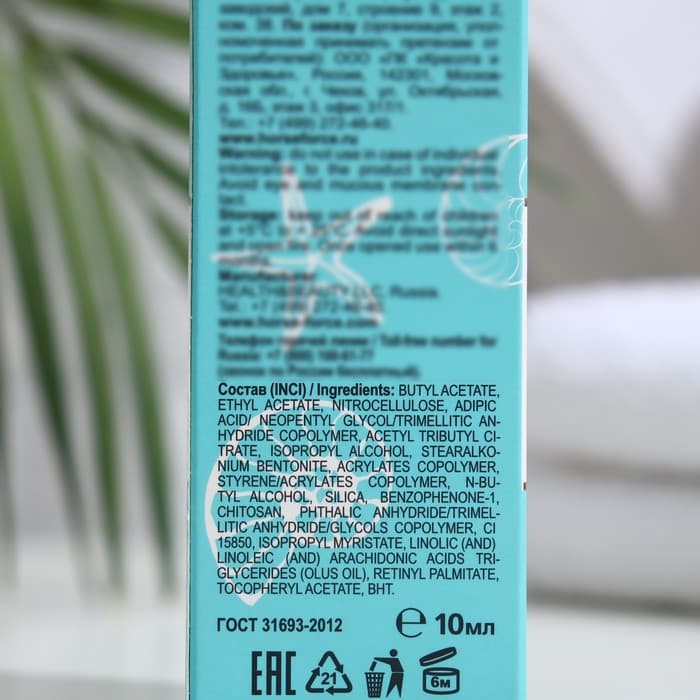 заводский, дом 7, строение 9, этаж 2,
ком. 38. По заказу (организация, упол-
номоченная принимать претензии от
потребителей): ООО «ПК «Красота и
Здоровье», Россия, 142301, Москов-
ская обл., г. Чехов, ул. Октябрьская,
д. 16Б, этаж 3, офис 317/1.
Тел.: +7 (499) 272-46-40.
www.horseforce.ru
Warning: do not use in case of individual
intolerance to the product ingredients.
Avoid eye and mucous membrane con-
tact.
Storage: keep out of reach of children
at +5°C to + 25°C. Avoid direct sunlight
and open fire. Once opened use within 6
months.
Manufacturer:
HEALTH&BEAUTY LLC, Russia.
Tel.: +7 (499) 272-46-40.
www.horse-force.com
Телефон горячей линии / Toll-free number for
Russia: +7
(звонок по России бесплатный).
Состав (INCI) / Ingredients: BUTYL ACETATE,
ETHYL ACETATE, NITROCELLULOSE, ADIPIC
ACID/ NEOPENTYL GLYCOL/TRIMELLITIC AN-
HYDRIDE COPOLYMER, ACETYL TRIBUTYL CI-
TRATE, ISOPROPYL ALCOHOL, STEARALKO-
NIUM BENTONITE, ACRYLATES COPOLYMER,
STYRENE/ACRYLATES COPOLYMER, N-BU-
TYL ALCOHOL, SILICA, BENZOPHENONE-1,
CHITOSAN, PHTHALIC ANHYDRIDE/TRIMEL-
LITIC ANHYDRIDE/GLYCOLS COPOLYMER, CI
15850, ISOPROPYL MYRISTATE, LINOLIC (AND)
LINOLEIC (AND) ARACHIDONIC ACIDS TRI-
GLYCERIDES (OLUS OIL), RETINYL PALMITATE,
TOCOPHERYL ACETATE, BHT.
ГОСТ 31693-2012 ℮ 10мл
EAC 21 6м